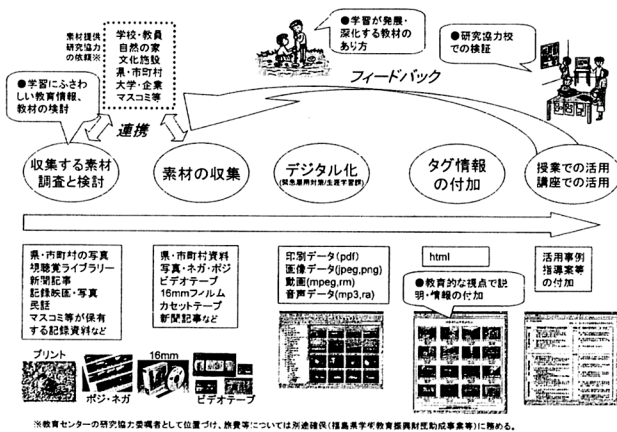 素材提供
研究協力
の依頼※
学校・教員
自然の家
文化施設
県・市町村
大学・企業
マスコミ等
●学習が発展・
深化する教材の
あり方
●研究協力校
での検証
フィードバック
●学習にふさわ
しい教育情報、
教材の検討
連携
収集する素材
調査と検討
素材の収集
デジタル化
(緊急雇用対策/生涯学習課)
タグ情報
の付加
授業での活用
講座での活用
県・市町村の写真
視聴覚ライブラリー
新聞記事
記録映画・写真
民話
マスコミ等が保有
する記録資料など
県・市町村資料
写真・ネガ・ポジ
ビデオテープ
16mmフィルム
カセットテープ
新聞記事など
印刷データ(pdf)
画像データ(jpeg,png)
動画(mpeg,rm)
音声データ(mp3,ra)
html
●教育的な視点で説
明・情報の付加
活用事例
指導案等
の付加
プリント
ポジ・ネガ
16mm
ビデオテープ
※教育センターの研究協力委嘱者として位置づけ、旅費等については別途確保(福島県学術教育振興財団助成事業等)に務める。